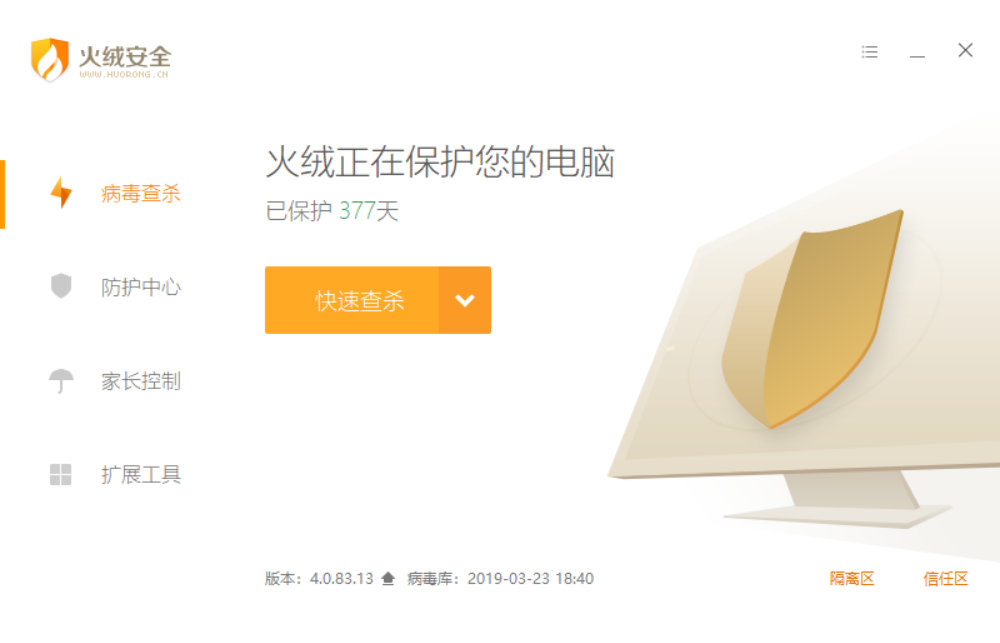 火绒安全
WWW.HUORONG.CN
火绒正在保护您的电脑
已保护 377天
快速查杀
病毒查杀
防护中心
家长控制
扩展工具
版本：4.0.83.13 病毒库：2019-03-23 18:40
隔离区 信任区